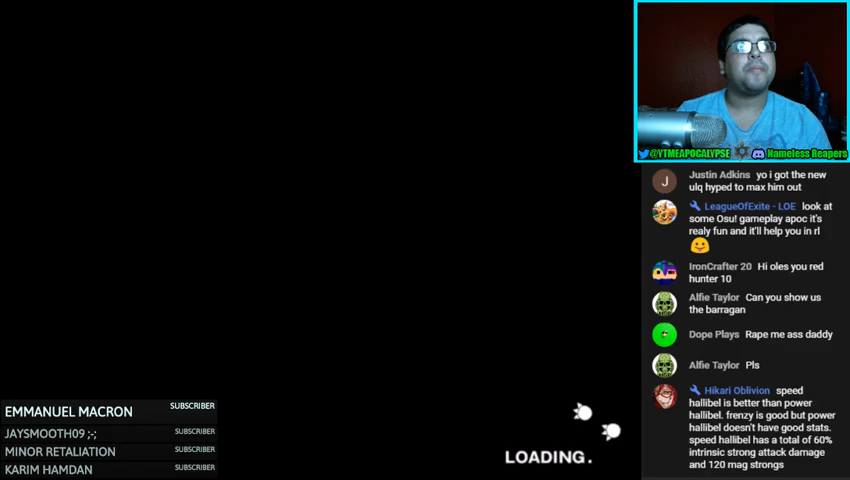 @YTMEAPOCALYPSE Nameless Reapers
Justin Adkins yo i got the new
ulq hyped to max him out
J
LeagueOfExite - LOE look at
some Osu! gameplay apoc it's
realy fun and it'll help you in rl
IronCrafter 20 Hi oles you red
hunter 10
Alfie Taylor Can you show us
the barragan
Dope Plays Rape me ass daddy
Alfie Taylor Pls
Hikari Oblivion speed
hallibel is better than power
hallibel. frenzy is good but power
hallibel doesn't have good stats.
speed hallibel has a total of 60%
intrinsic strong attack damage
and 120 mag strongs
EMMANUEL MACRON SUBSCRIBER
JAYSMOOTH09 ;-; SUBSCRIBER
MINOR RETALIATION SUBSCRIBER
KARIM HAMDAN SUBSCRIBER
LOADING.